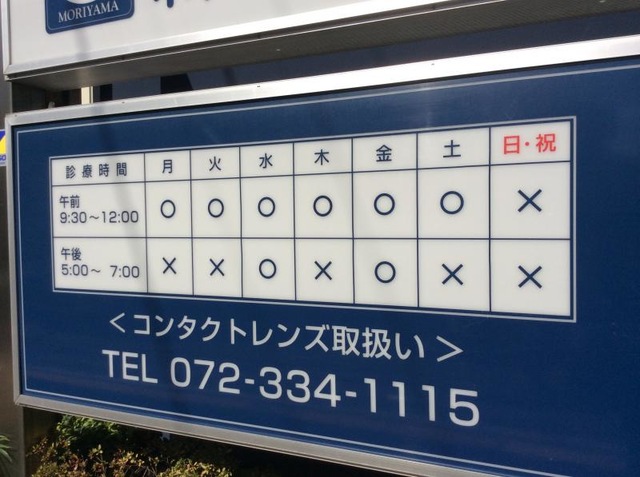 MORIYAMA
診療時間 月 火 水 木 金 土 日・祝
午前
9:30～12:00 ○ ○ ○ ○ ○ ○ ×
午後
5:00～ 7:00 × × ○ × ○ × ×
＜コンタクトレンズ取扱い＞
TEL 072-334-1115